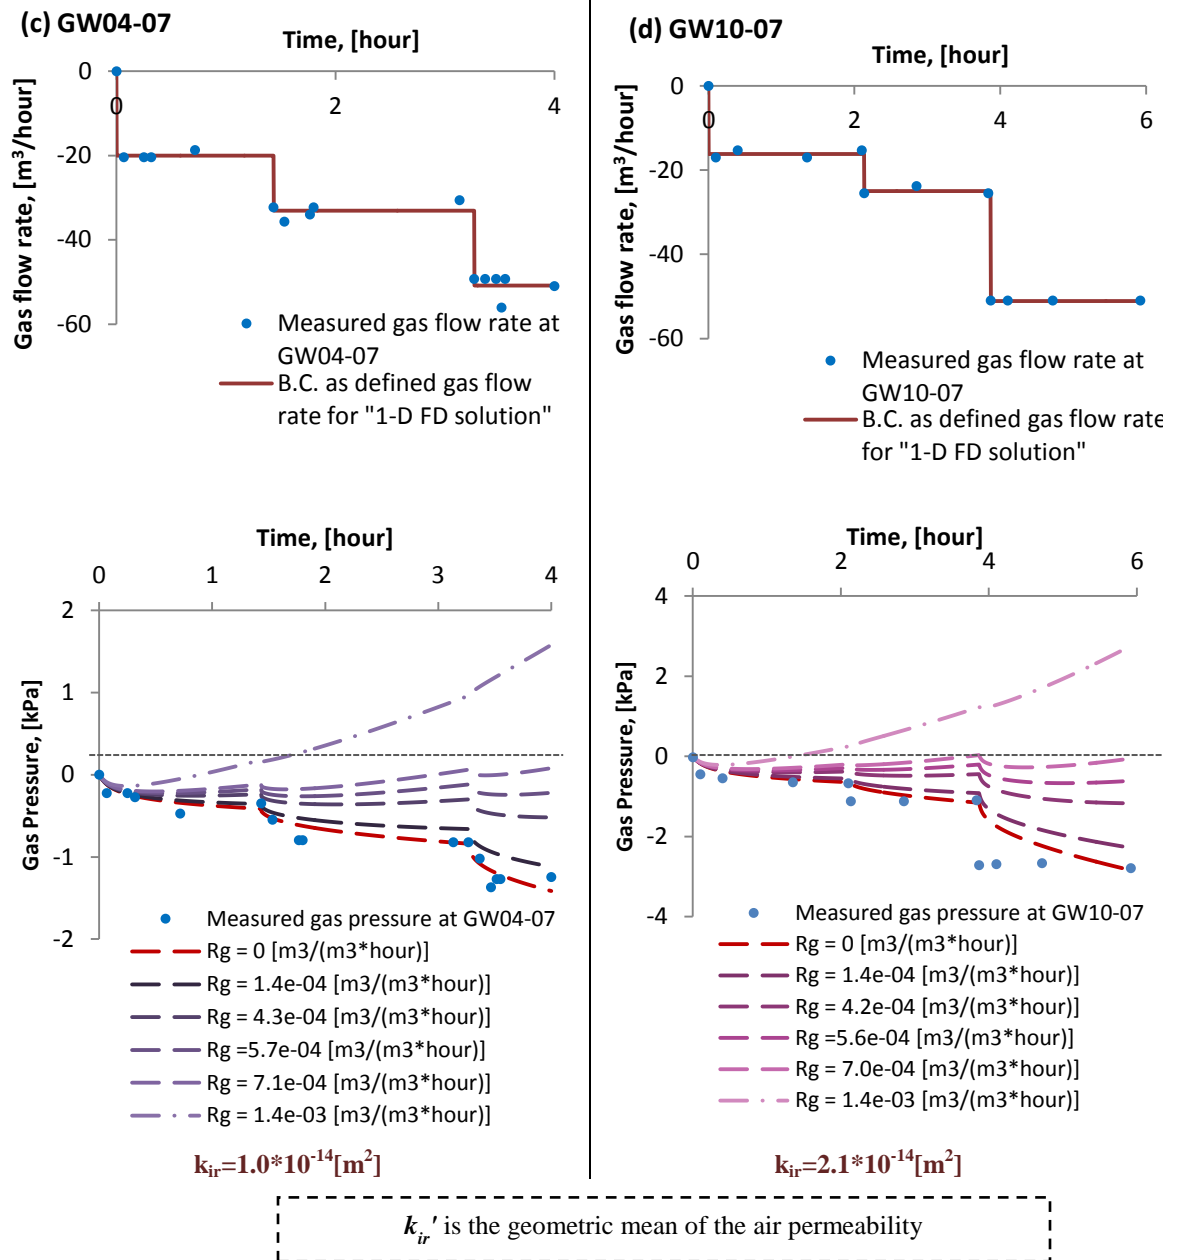 (c) GW04-07
Time, [hour]
0
0
2
4
-20
-40
-60
Gas flow rate, [m³/hour]
Measured gas flow rate at
GW04-07
B.C. as defined gas flow
rate for "1-D FD solution"
(d) GW10-07
Time, [hour]
0
0
2
4
6
-20
-40
-60
Gas flow rate, [m³/hour]
Measured gas flow rate at
GW10-07
B.C. as defined gas flow rate
for "1-D FD solution"
Time, [hour]
0
1
2
3
4
2
1
0
-1
-2
Gas Pressure, [kPa]
Measured gas pressure at GW04-07
Rg = 0 [m3/(m3*hour)]
Rg = 1.4e-04 [m3/(m3*hour)]
Rg = 4.3e-04 [m3/(m3*hour)]
Rg =5.7e-04 [m3/(m3*hour)]
Rg = 7.1e-04 [m3/(m3*hour)]
Rg = 1.4e-03 [m3/(m3*hour)]
k_ir=1.0*10^-14[m^2]
Time, [hour]
0
2
4
6
4
2
0
-2
-4
Gas Pressure, [kPa]
Measured gas pressure at GW10-07
Rg = 0 [m3/(m3*hour)]
Rg = 1.4e-04 [m3/(m3*hour)]
Rg = 4.2e-04 [m3/(m3*hour)]
Rg =5.6e-04 [m3/(m3*hour)]
Rg = 7.0e-04 [m3/(m3*hour)]
Rg = 1.4e-03 [m3/(m3*hour)]
k_ir=2.1*10^-14[m^2]
k_ir' is the geometric mean of the air permeability